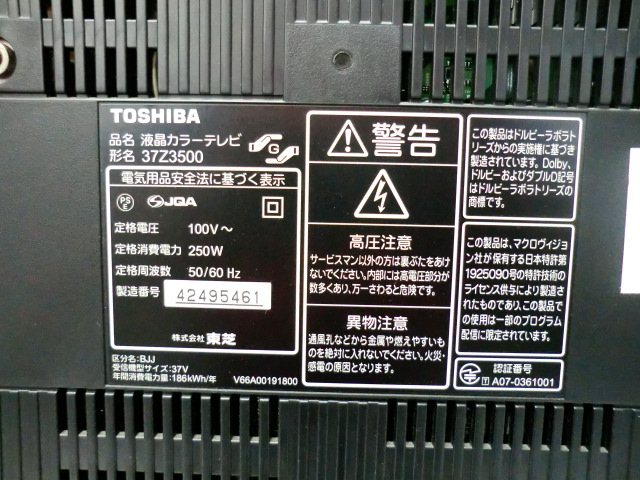 TOSHIBA
品名 液晶カラーテレビ
形名 37Z3500
G
電気用品安全法に基づく表示
PS
E
JQA
定格電圧 100V～
定格消費電力 250W
定格周波数 50/60 Hz
製造番号 42495461
株式会社 東芝
区分名:BJJ
受信機型サイズ:37V
年間消費電力量:186kWh/年 V66A00191800
警告
高圧注意
サービスマン以外の方は裏ぶたをあけ
ないでください。内部には高電圧部分が
数多くあり、万一さわると危険です。
異物注意
通風孔などから金属や燃えやすいも
のを絶対に入れないでください。火災・
感電の原因となります。
この製品はドルビーラボラト
リーズからの実施権に基づき
製造されています。Dolby、
ドルビーおよびダブルD記号
はドルビーラボラトリーズの
商標です。
この製品は、マクロヴィジョ
ン社が保有する日本特許第
1925090号の特許技術の
ライセンス供与により製造さ
れたものであり、この製品で
の使用は一部のプログラム
配信に限定されています。
認証番号
T A07-0361001